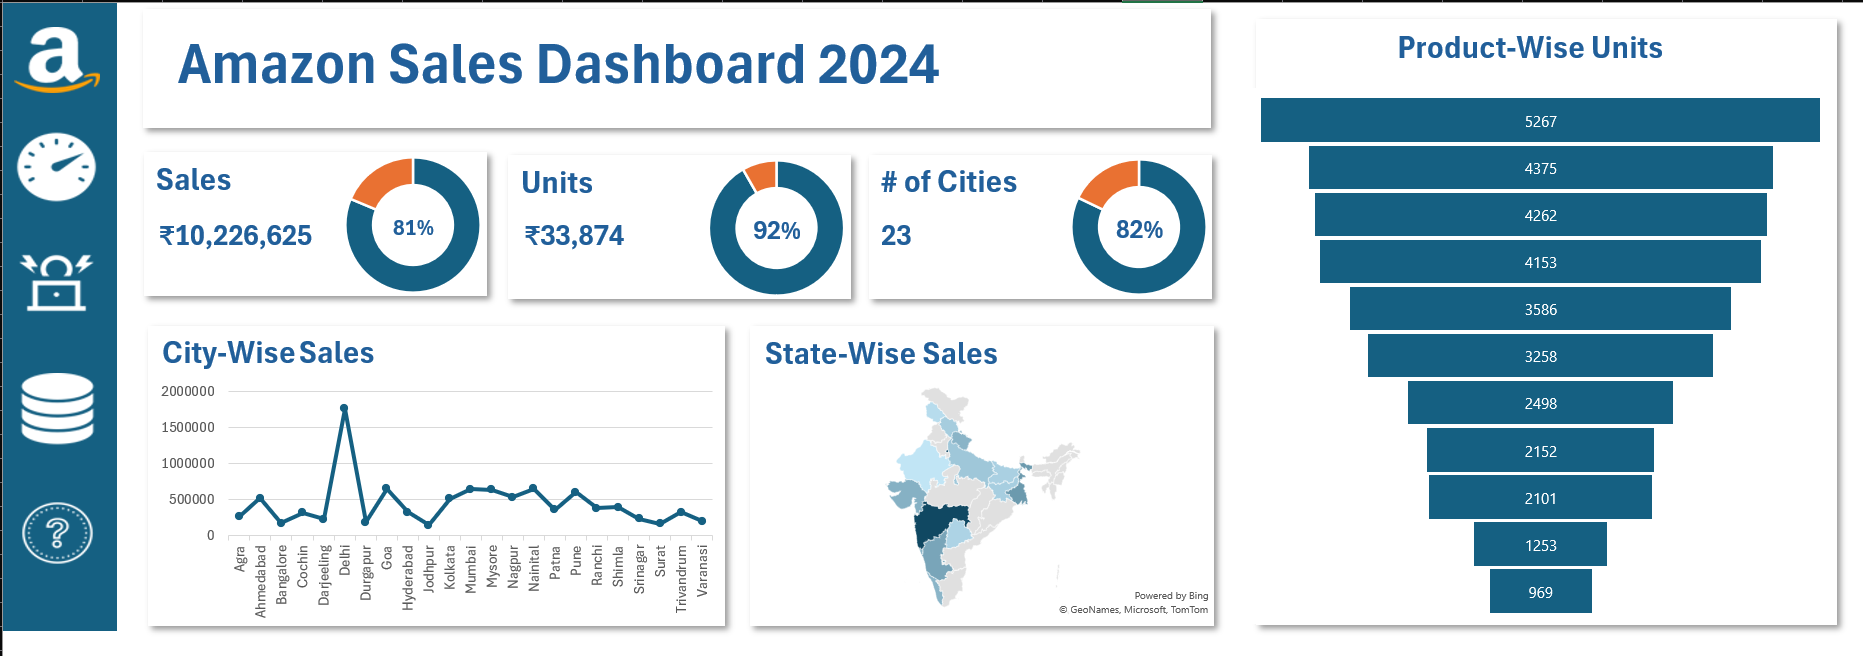 a
Amazon Sales Dashboard 2024
Sales
₹10,226,625
81%
Units
₹33,874
92%
# of Cities
23
82%
City-Wise Sales
2000000
1500000
1000000
500000
0
Agra
Ahmedabad
Bangalore
Cochin
Darjeeling
Delhi
Durgapur
Goa
Hyderabad
Jodhpur
Kolkata
Mumbai
Mysore
Nagpur
Nainital
Patna
Pune
Ranchi
Shimla
Srinagar
Surat
Trivandrum
Varanasi
State-Wise Sales
Powered by Bing
© GeoNames, Microsoft, TomTom
Product-Wise Units
5267
4375
4262
4153
3586
3258
2498
2152
2101
1253
969
?